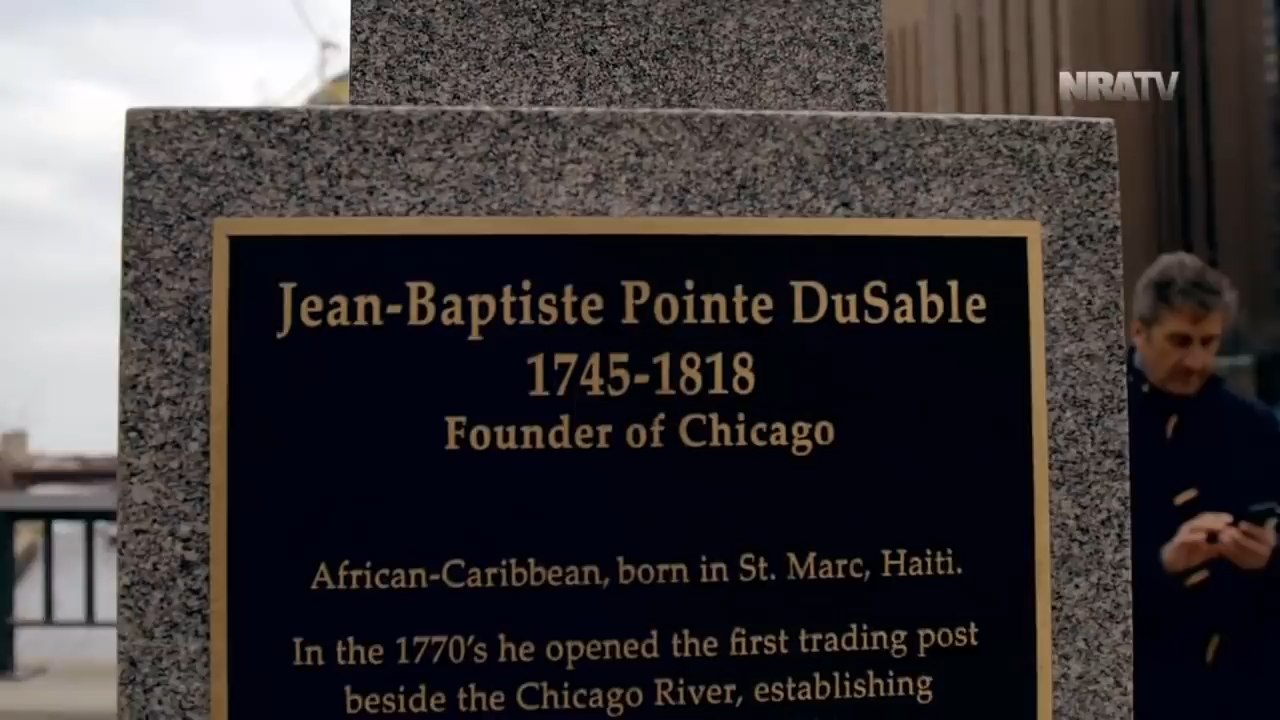 NRATV
Jean-Baptiste Pointe DuSable
1745-1818
Founder of Chicago
African-Caribbean, born in St. Marc, Haiti.
In the 1770's he opened the first trading post
beside the Chicago River, establishing